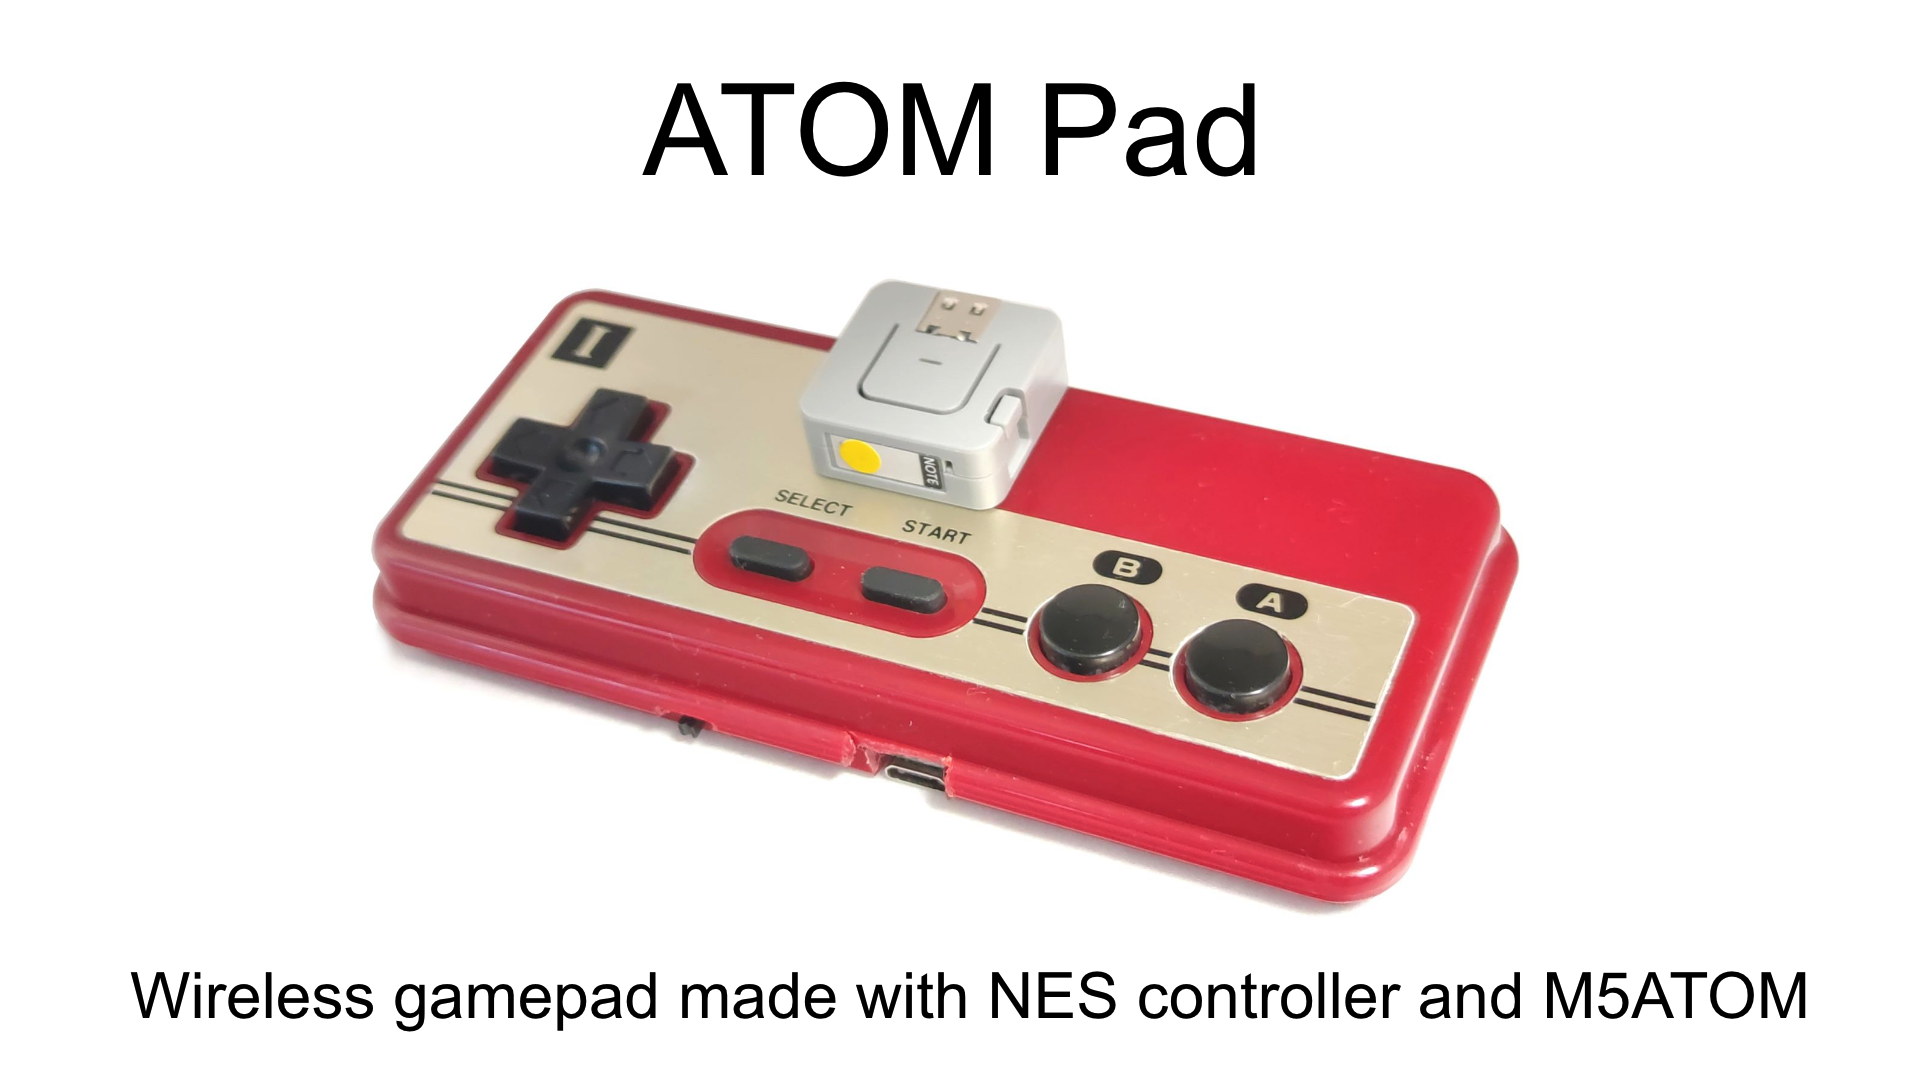 ATOM Pad
I
SELECT
START
B
A
NOTE
Wireless gamepad made with NES controller and M5ATOM